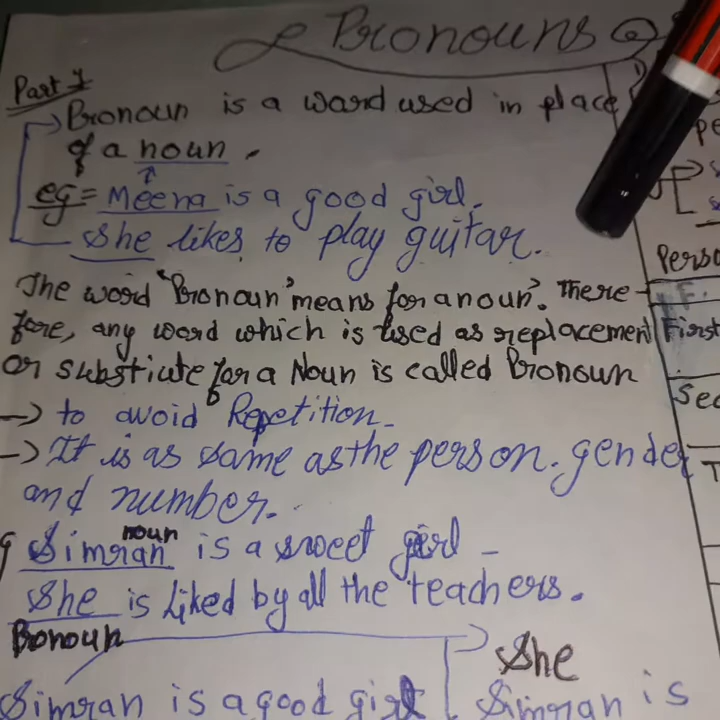 Pronouns
Part 1
Pronoun is a word used in place
of a noun.
eg = Meena is a good girl.
She likes to play guitar.
The word "Pronoun" means for a noun". There-
fore, any word which is used as replacement
or substiute for a Noun is called Pronoun
→ to avoid Repetition.
→ It is as same as the person. gender
and number.
noun
Simran is a sweet girl
She is liked by all the teachers.
Pronoun
She
Simran is a good girl
Simran is
Perso
First
Sec